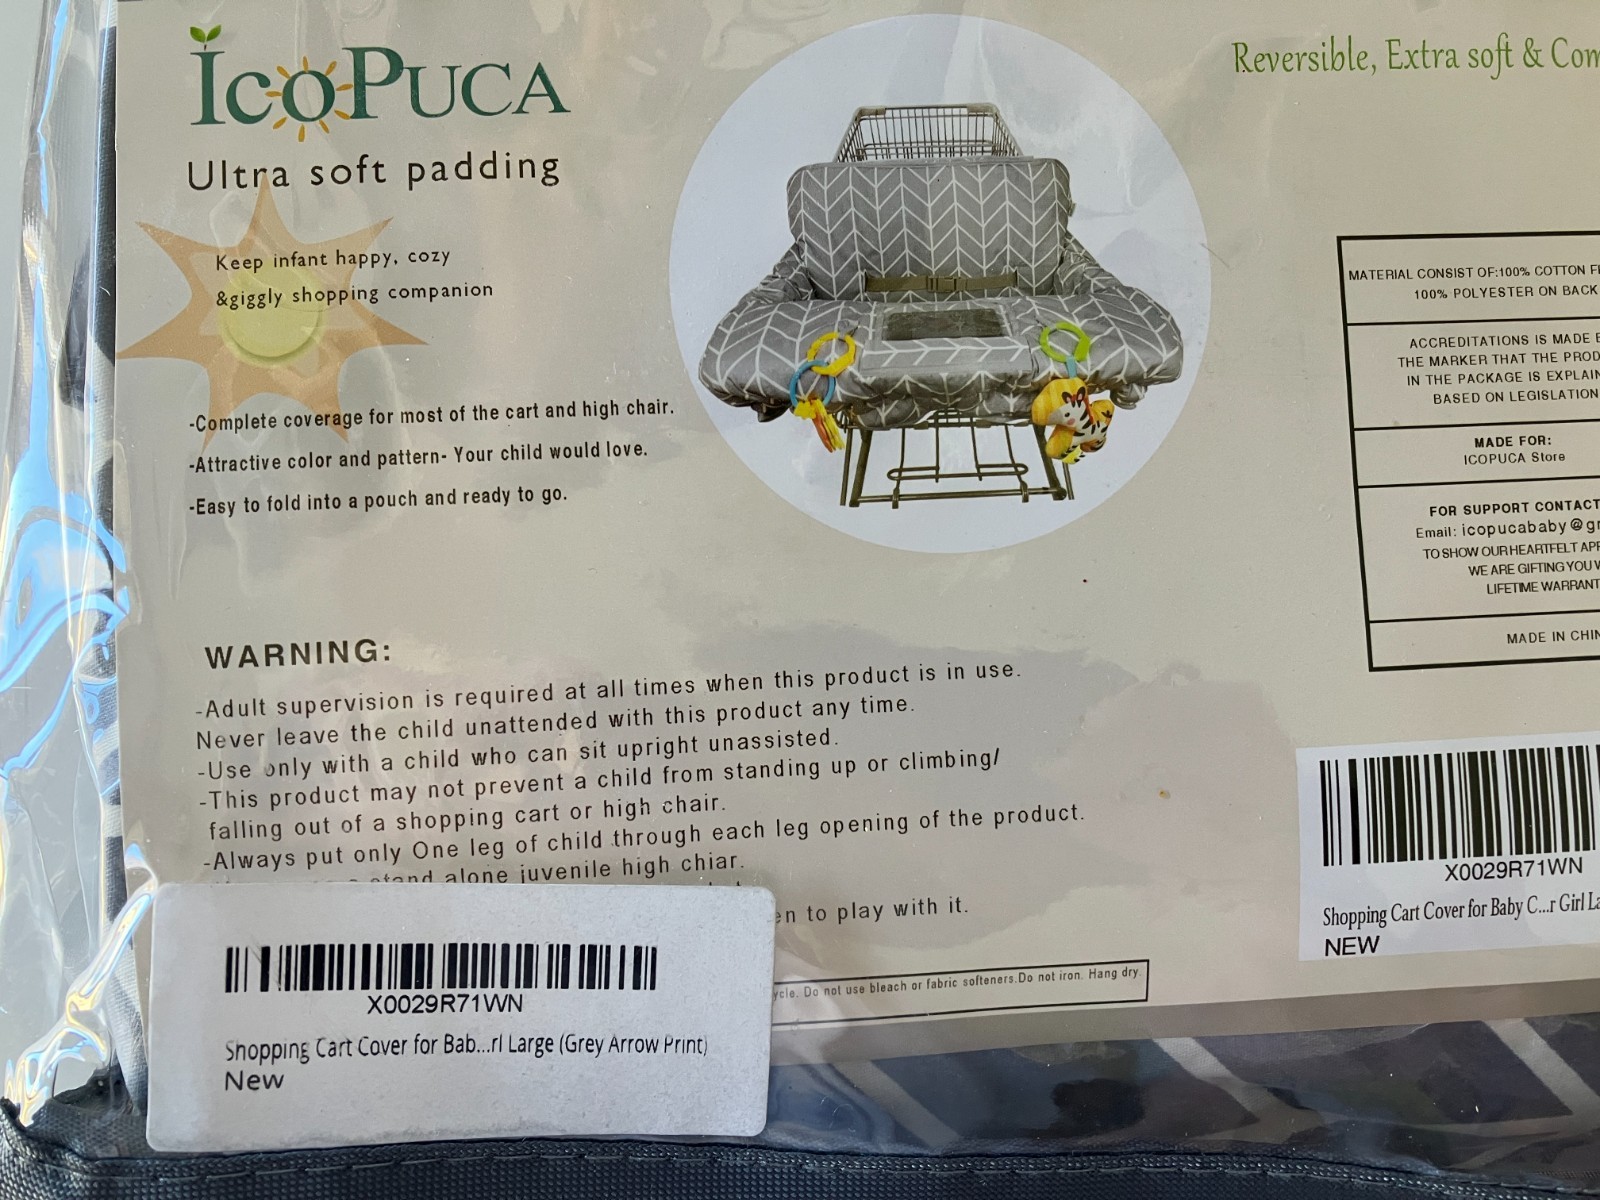 IcoPuca
Ultra soft padding
Keep infant happy, cozy
&giggly shopping companion
-Complete coverage for most of the cart and high chair.
-Attractive color and pattern- Your child would love.
-Easy to fold into a pouch and ready to go.
Reversible, Extra soft &
MATERIAL CONSIST OF:100% COTTON
100% POLYESTER ON BACK
ACCREDITATIONS IS MADE
THE MARKER THAT THE
IN THE PACKAGE IS
BASED ON LEGISLATION
MADE FOR:
ICOPUCA Store
FOR SUPPORT CONTACT
Email: icopucababy@
TO SHOW OUR HEARTFELT
WE ARE GIFTING YOU
LIFETIME
MADE IN
WARNING:
-Adult supervision is required at all times when this product is in use.
Never leave the child unattended with this product any time.
-Use only with a child who can sit upright unassisted.
-This product may not prevent a child from standing up or climbing/
falling out of a shopping cart or high chair.
-Always put only One leg of child through each leg opening of the product.
stand alone juvenile high chiar.
to play with it.
Do not use bleach or fabric softeners.Do not iron. Hang dry.
X0029R71WN
Shopping Cart Cover for Bab...rl Large (Grey Arrow Print)
New
X0029R71WN
Shopping Cart Cover for Baby C...r Girl
NEW